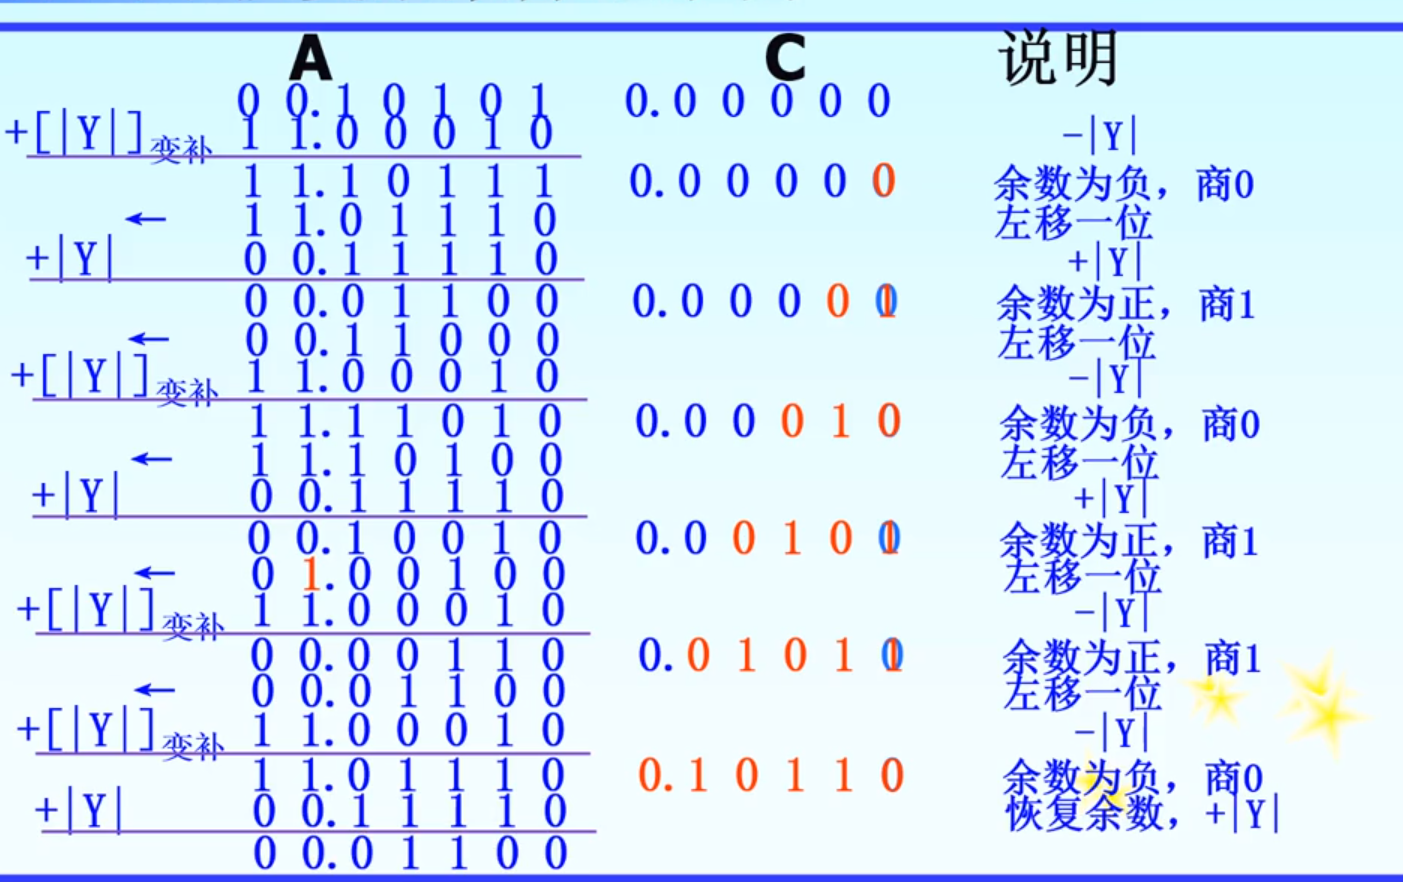 A C 说明
0 0.1 0 1 0 1 0.0 0 0 0 0
+[|Y|]变补 1 1.0 0 0 1 0 -|Y|
1 1.1 0 1 1 1 0.0 0 0 0 0 余数为负，商0
← 1 1.0 1 1 1 0 左移一位
+|Y| 0 0.1 1 1 1 0 +|Y|
0 0.0 1 1 0 0 0.0 0 0 0 1 余数为正，商1
← 0 0.1 1 0 0 0 左移一位
+[|Y|]变补 1 1.0 0 0 1 0 -|Y|
1 1.1 1 0 1 0 0.0 0 0 1 0 余数为负，商0
← 1 1.1 0 1 0 0 左移一位
+|Y| 0 0.1 1 1 1 0 +|Y|
0 0.1 0 0 1 0 0.0 0 1 0 1 余数为正，商1
← 0 1.0 0 1 0 0 左移一位
+[|Y|]变补 1 1.0 0 0 1 0 -|Y|
0 0.0 0 1 1 0 0.0 1 0 1 1 余数为正，商1
← 0 0.0 1 1 0 0 左移一位
+[|Y|]变补 1 1.0 0 0 1 0 -|Y|
1 1.0 1 1 1 0 0.1 0 1 1 0 余数为负，商0
+|Y| 0 0.1 1 1 1 0 恢复余数，+|Y|
0 0.0 1 1 0 0